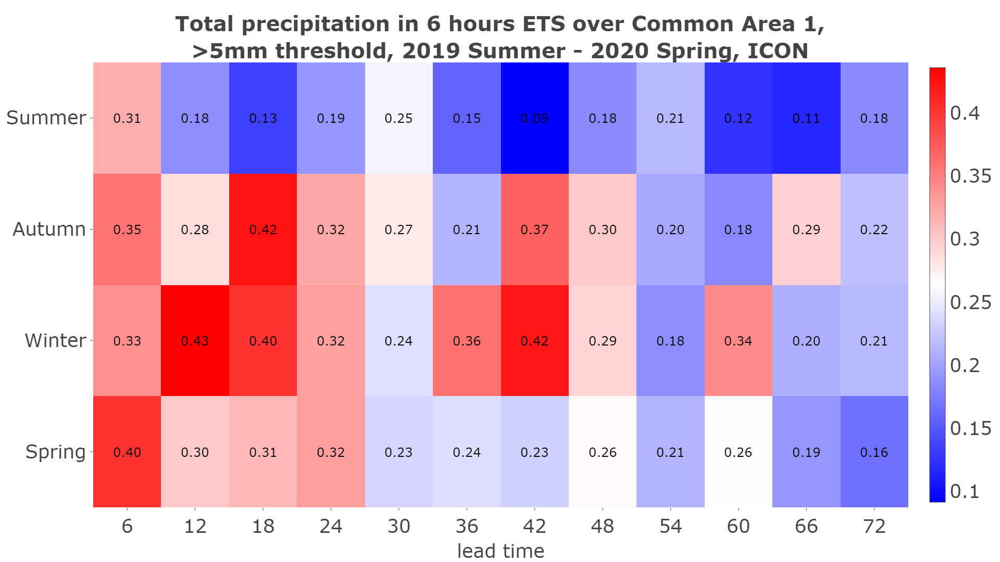 Total precipitation in 6 hours ETS over Common Area 1,
>5mm threshold, 2019 Summer - 2020 Spring, ICON
Summer 0.31 0.18 0.13 0.19 0.25 0.15 0.09 0.18 0.21 0.12 0.11 0.18
Autumn 0.35 0.28 0.42 0.32 0.27 0.21 0.37 0.30 0.20 0.18 0.29 0.22
Winter 0.33 0.43 0.40 0.32 0.24 0.36 0.42 0.29 0.18 0.34 0.20 0.21
Spring 0.40 0.30 0.31 0.32 0.23 0.24 0.23 0.26 0.21 0.26 0.19 0.16
6 12 18 24 30 36 42 48 54 60 66 72
lead time
0.4
0.35
0.3
0.25
0.2
0.15
0.1